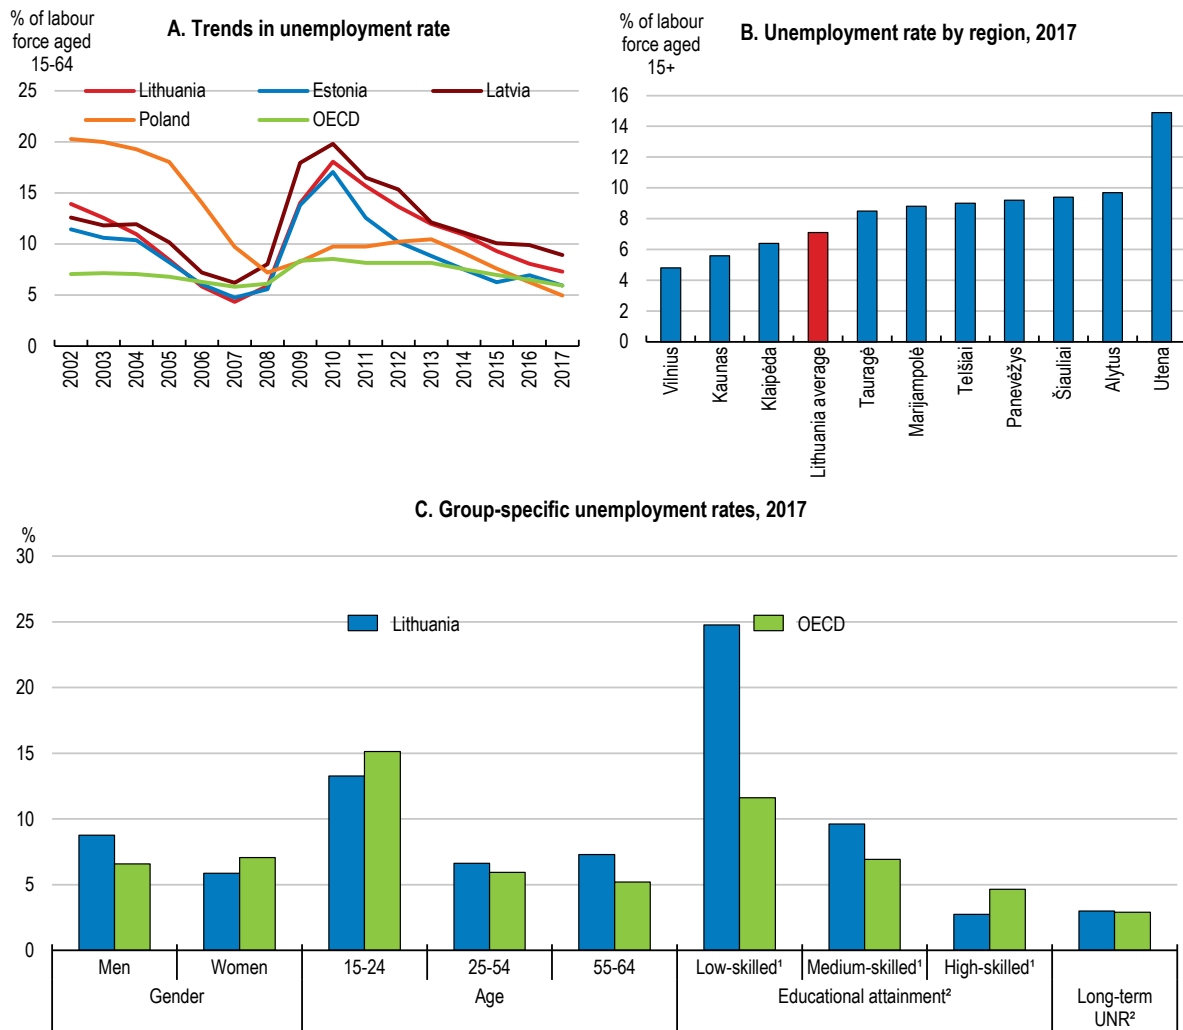 % of labour
force aged
15-64
A. Trends in unemployment rate
Lithuania Estonia Latvia
Poland OECD
25
20
15
10
5
0
2002 2003 2004 2005 2006 2007 2008 2009 2010 2011 2012 2013 2014 2015 2016 2017
% of labour
force aged
15+
B. Unemployment rate by region, 2017
16
14
12
10
8
6
4
2
0
Vilnius Kaunas Klaipėda Lithuania average Tauragė Marijampolė Telšiai Panevėžys Šiauliai Alytus Utena
C. Group-specific unemployment rates, 2017
%
30
25
20
15
10
5
0
Lithuania OECD
Men Women 15-24 25-54 55-64 Low-skilled¹ Medium-skilled¹ High-skilled¹
Gender Age Educational attainment² Long-term
UNR²